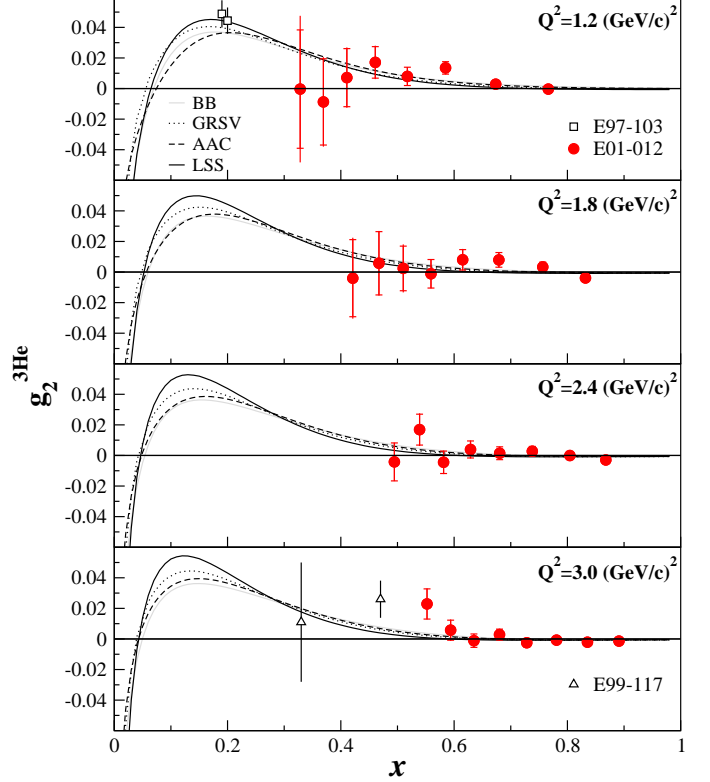 0.04
0.02
0
-0.02
-0.04
Q²=1.2 (GeV/c)²
BB
GRSV
AAC
LSS
E97-103
E01-012
0.04
0.02
0
-0.02
-0.04
Q²=1.8 (GeV/c)²
g₂³ᴴᵉ
0.04
0.02
0
-0.02
-0.04
Q²=2.4 (GeV/c)²
0.04
0.02
0
-0.02
-0.04
Q²=3.0 (GeV/c)²
E99-117
0 0.2 0.4 0.6 0.8 1
x